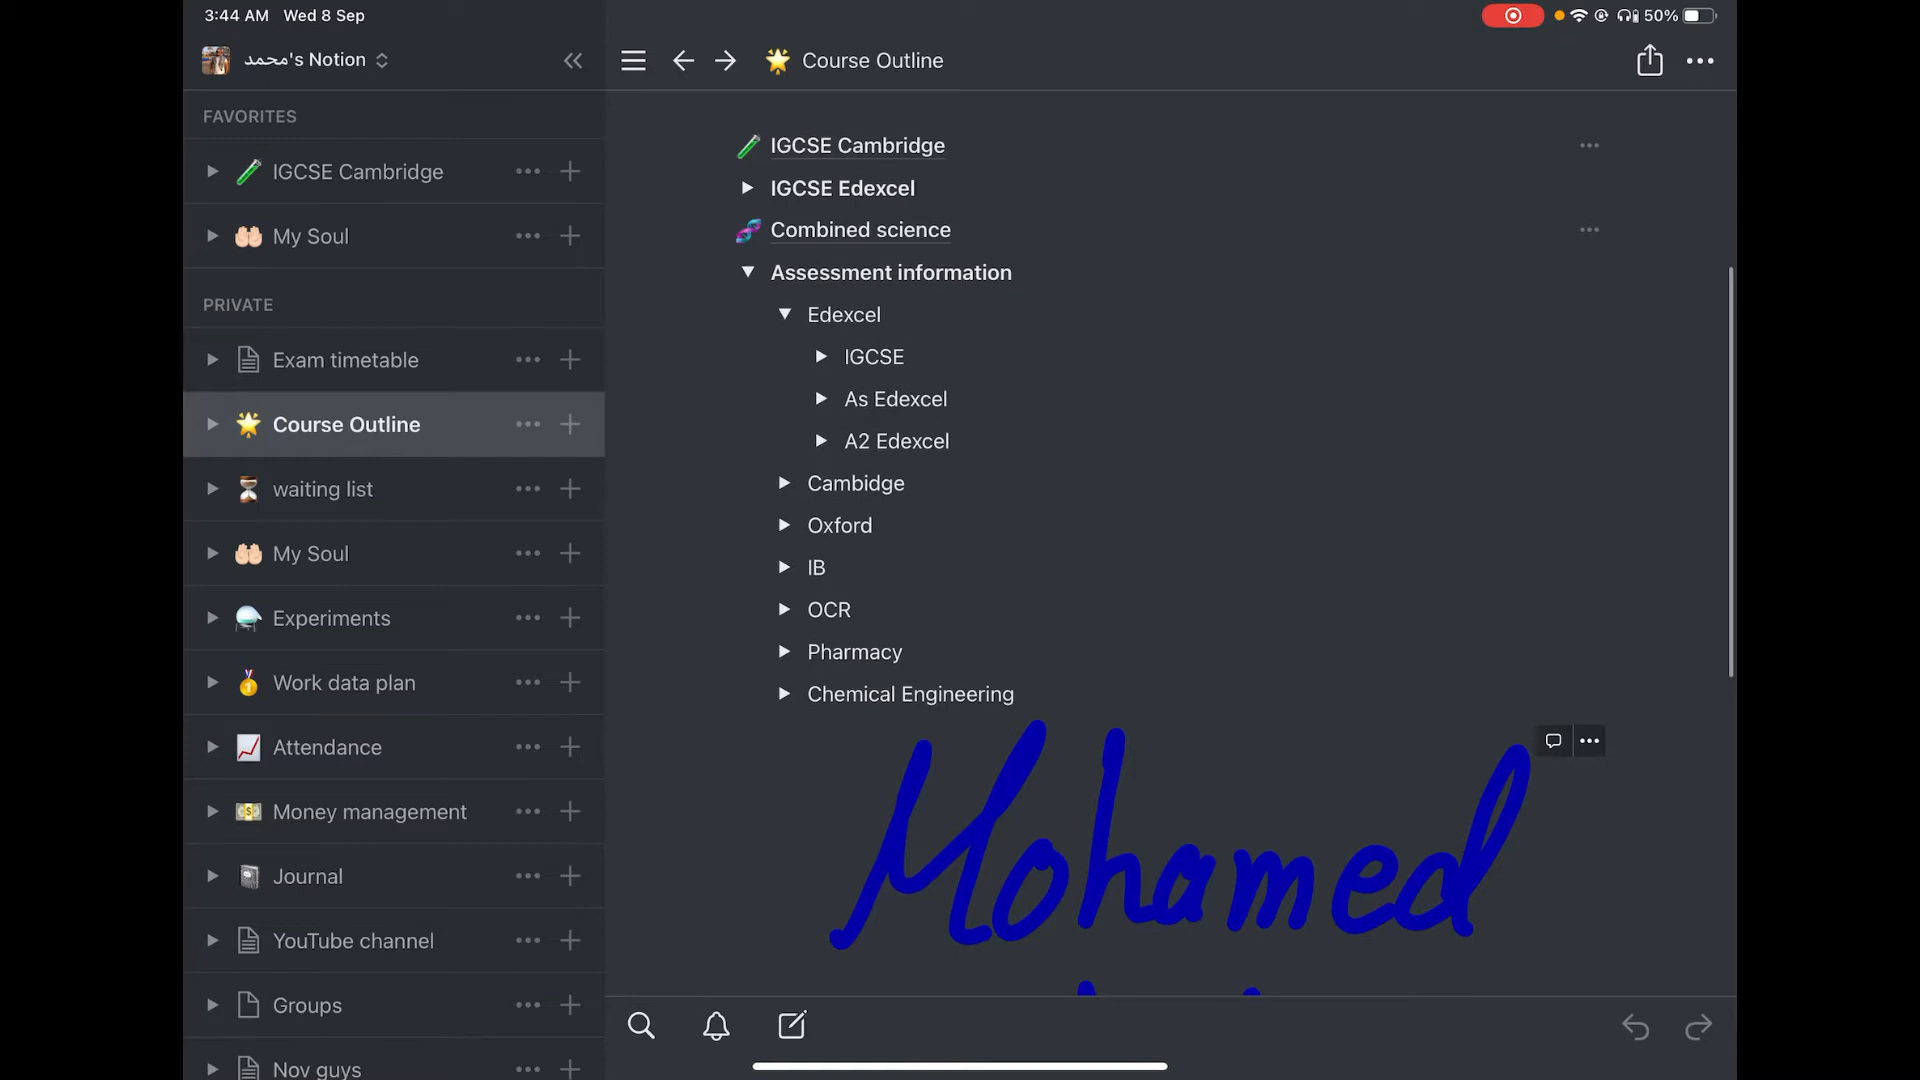 3:44 AM Wed 8 Sep
50%
محمد's Notion
Course Outline
FAVORITES
IGCSE Cambridge
My Soul
PRIVATE
Exam timetable
Course Outline
waiting list
My Soul
Experiments
Work data plan
Attendance
Money management
Journal
YouTube channel
Groups
Nov guys
IGCSE Cambridge
IGCSE Edexcel
Combined science
Assessment information
Edexcel
IGCSE
As Edexcel
A2 Edexcel
Cambidge
Oxford
IB
OCR
Pharmacy
Chemical Engineering
Mohamed